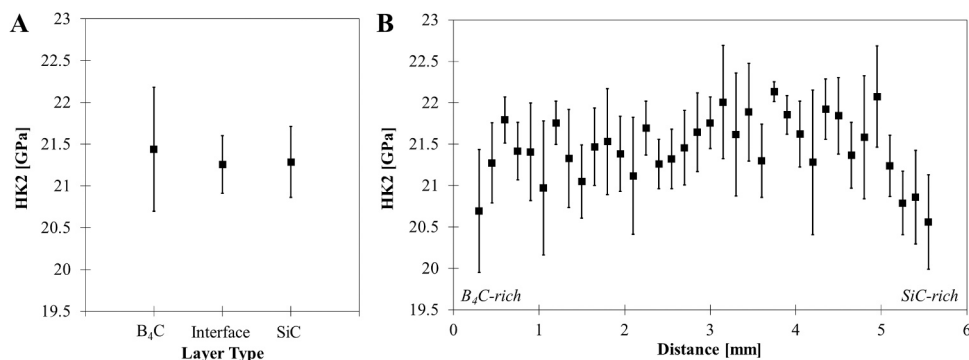 A
23
22.5
22
21.5
21
20.5
20
19.5
HK2 [GPa]
B₄C
Interface
SiC
Layer Type
B
23
22.5
22
21.5
21
20.5
20
19.5
HK2 [GPa]
B₄C-rich
SiC-rich
0
1
2
3
4
5
6
Distance [mm]